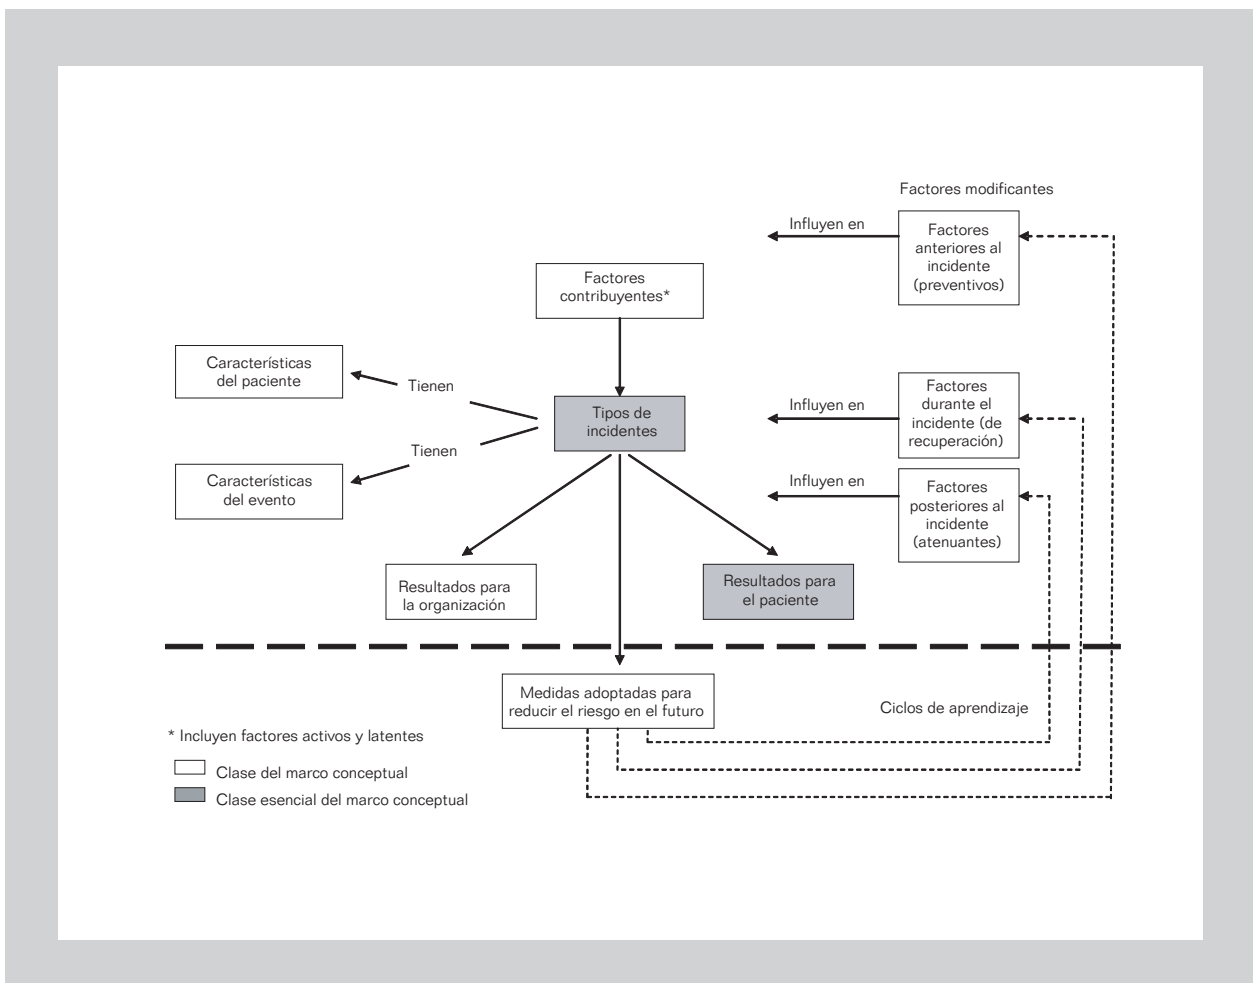 Factores modificantes
Influyen en
Factores
anteriores al
incidente
(preventivos)
Factores
contribuyentes*
Características
del paciente
Tienen
Tipos de
incidentes
Influyen en
Factores
durante el
incidente (de
recuperación)
Tienen
Características
del evento
Influyen en
Factores
posteriores al
incidente
(atenuantes)
Resultados para
la organización
Resultados para
el paciente
Medidas adoptadas para
reducir el riesgo en el futuro
Ciclos de aprendizaje
* Incluyen factores activos y latentes
Clase del marco conceptual
Clase esencial del marco conceptual